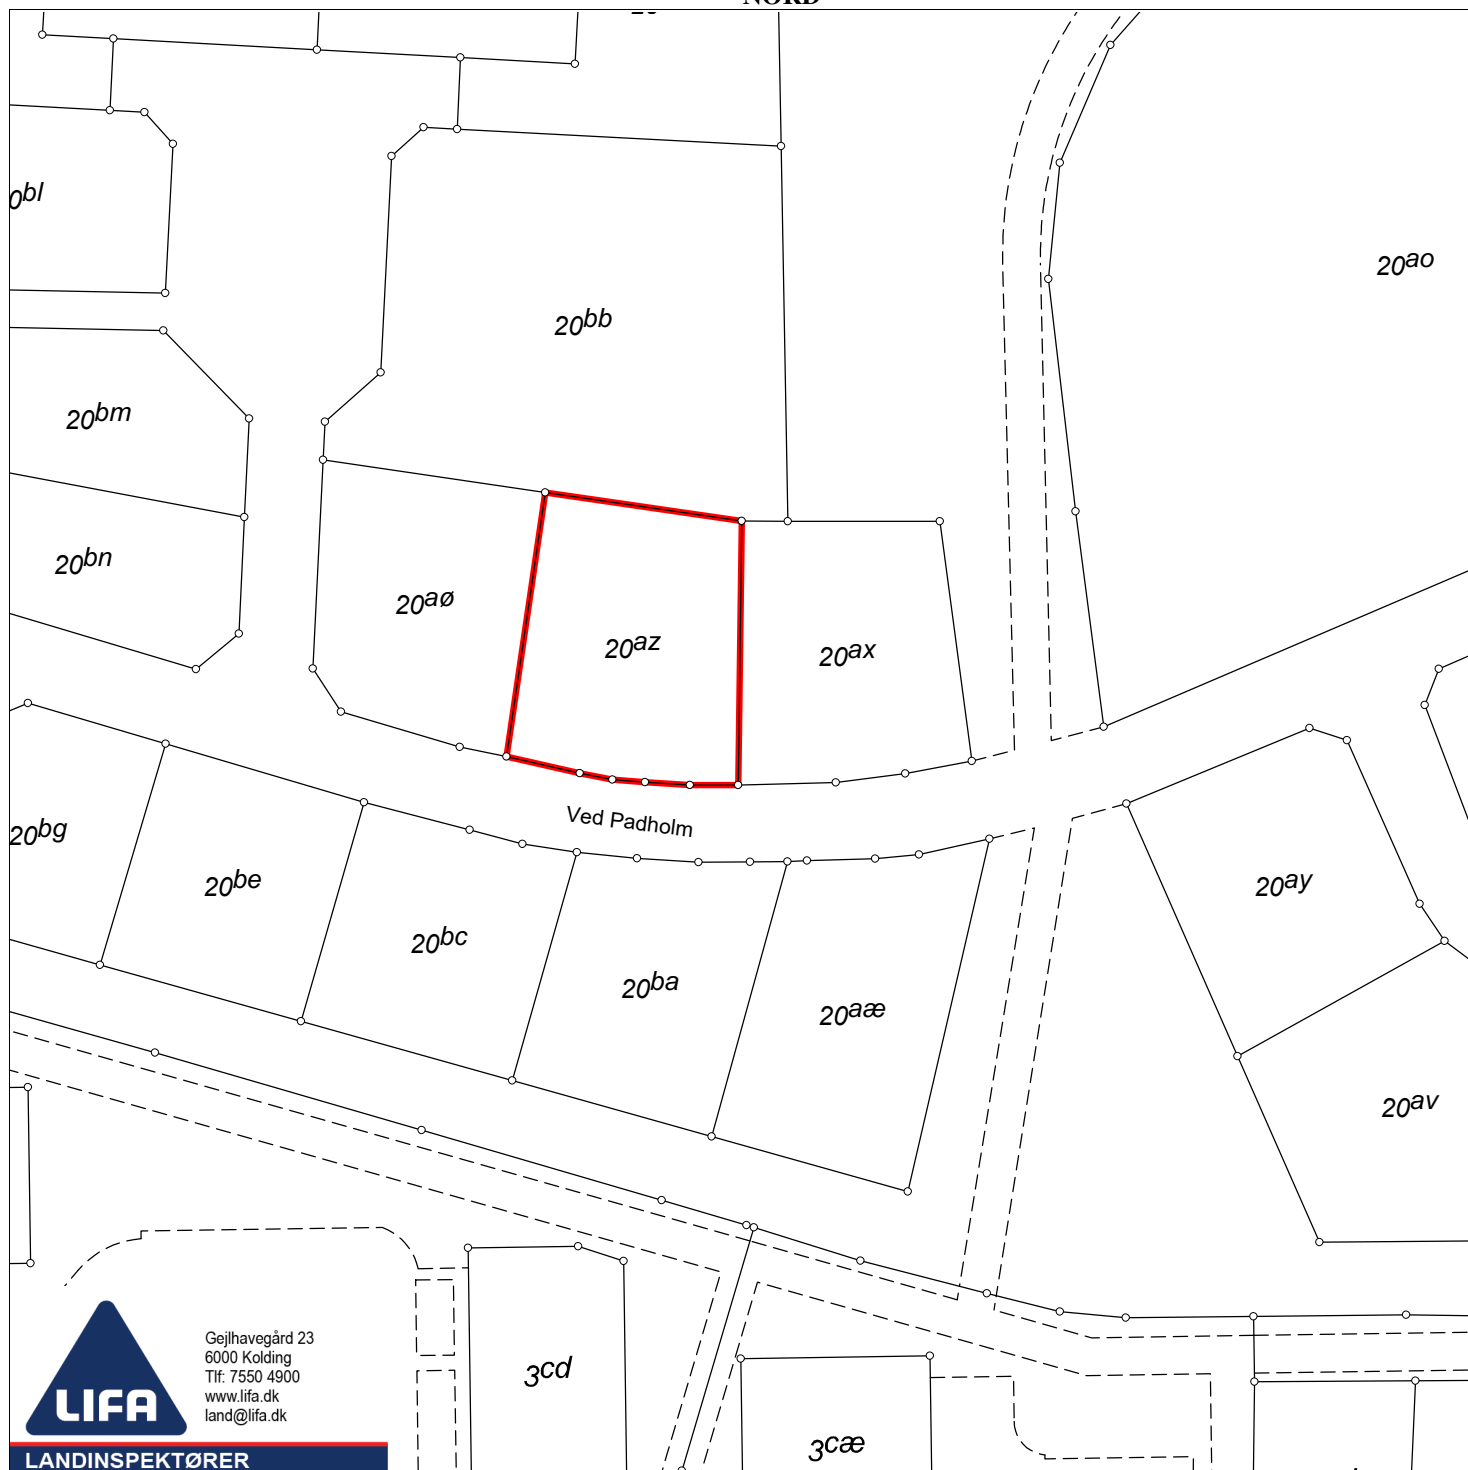 NORD
20bl
20ao
20bb
20bm
20bn
20aø
20az
20ax
Ved Padholm
20bg
20be
20ay
20bc
20ba
20aæ
20av
Gejlhavegård 23
6000 Kolding
Tlf: 7550 4900
www.lifa.dk
land@lifa.dk
LIFA
LANDINSPEKTØRER
3cd
3cæ